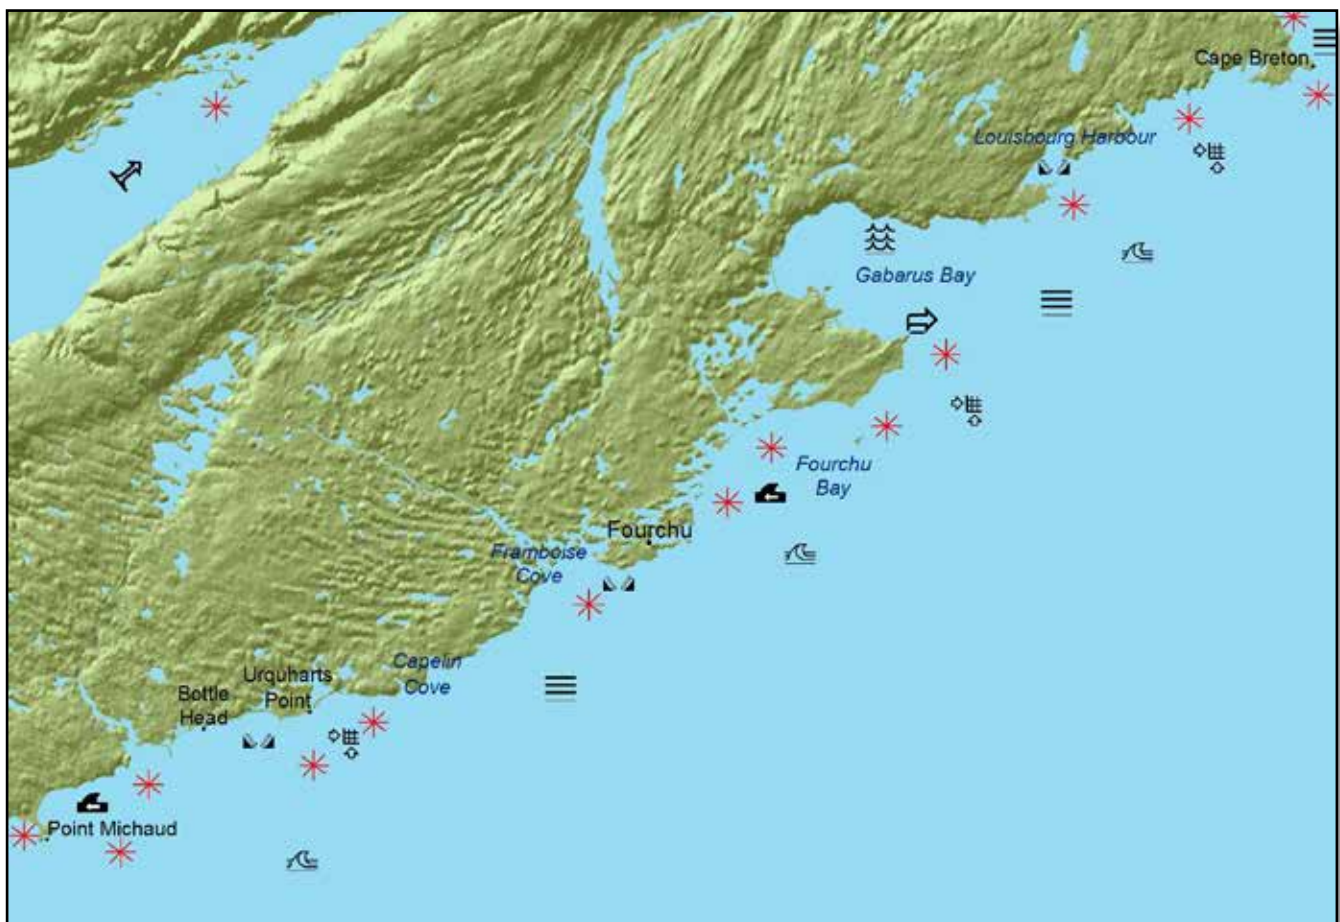 Cape Breton
Louisbourg Harbour
Gabarus Bay
Fourchu
Bay
Fourchu
Framboise
Cove
Capelin
Cove
Urquharts
Point
Bottle
Head
Point Michaud